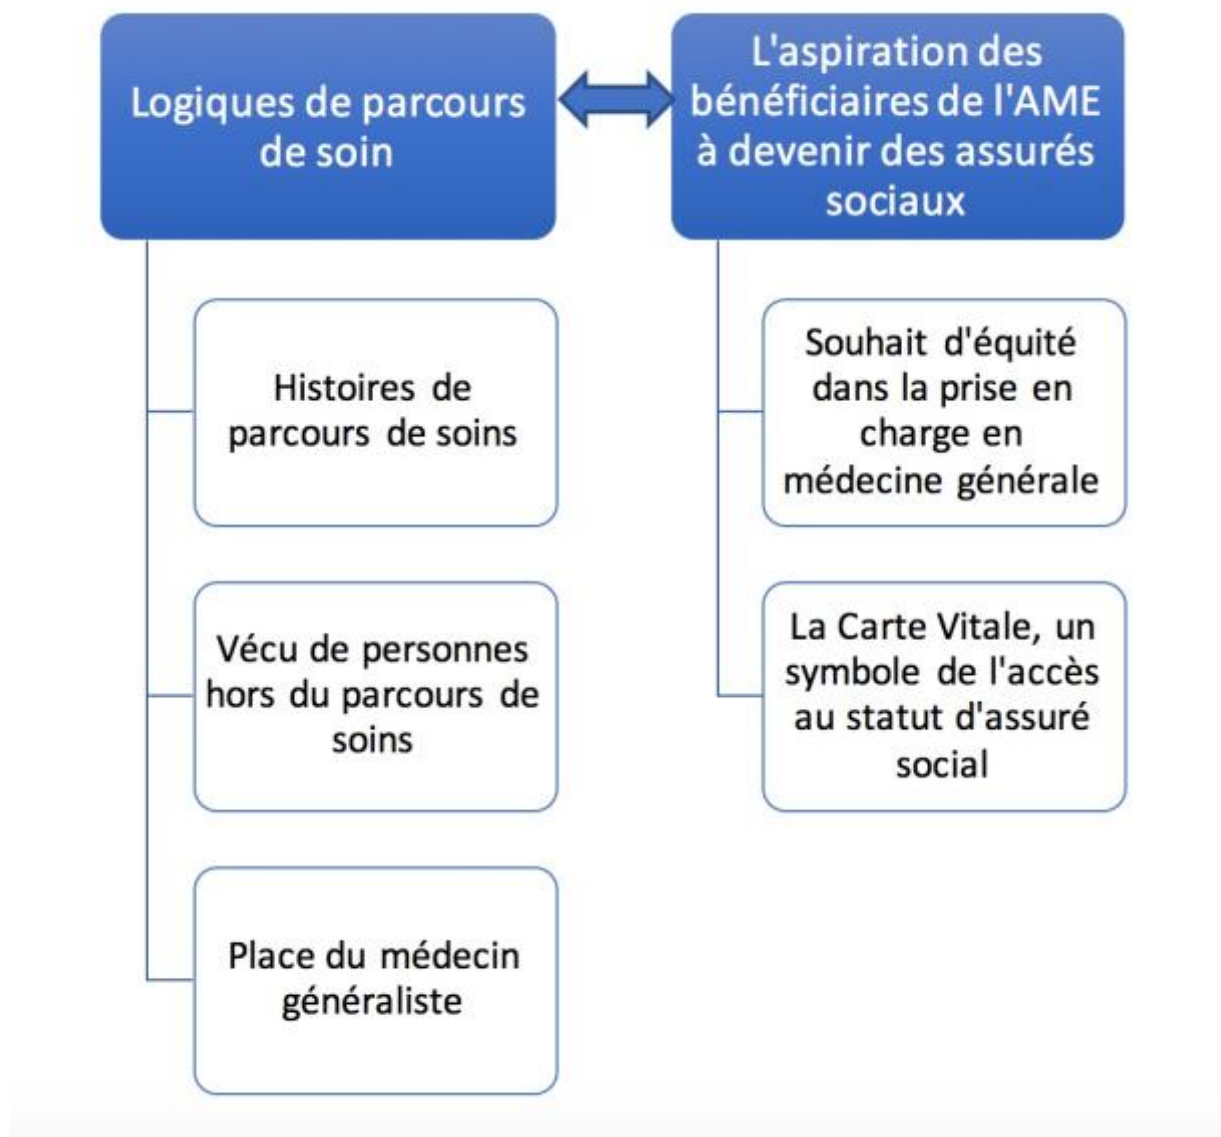 Logiques de parcours
de soin
L'aspiration des
bénéficiaires de l'AME
à devenir des assurés
sociaux
Histoires de
parcours de soins
Vécu de personnes
hors du parcours de
soins
Place du médecin
généraliste
Souhait d'équité
dans la prise en
charge en
médecine générale
La Carte Vitale, un
symbole de l'accès
au statut d'assuré
social